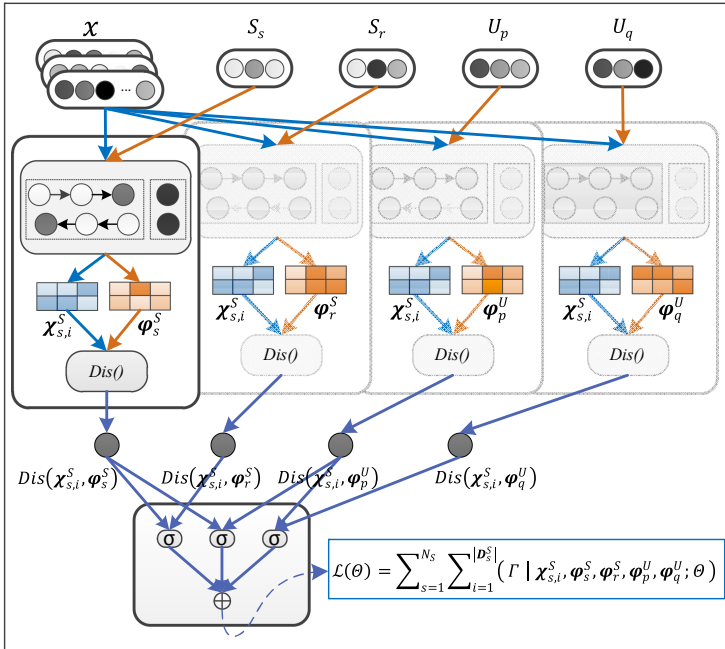 𝒳 S_s S_r U_p U_q
...
χ^S_{s,i} φ^S_s χ^S_{s,i} φ^S_r χ^S_{s,i} φ^U_p χ^S_{s,i} φ^U_q
Dis() Dis() Dis() Dis()
Dis(χ^S_{s,i}, φ^S_s) Dis(χ^S_{s,i}, φ^S_r) Dis(χ^S_{s,i}, φ^U_p) Dis(χ^S_{s,i}, φ^U_q)
σ σ σ
ℒ(Θ) = ∑_{s=1}^{N_S} ∑_{i=1}^{|D^S_s|} (Γ | χ^S_{s,i}, φ^S_s, φ^S_r, φ^U_p, φ^U_q; Θ)